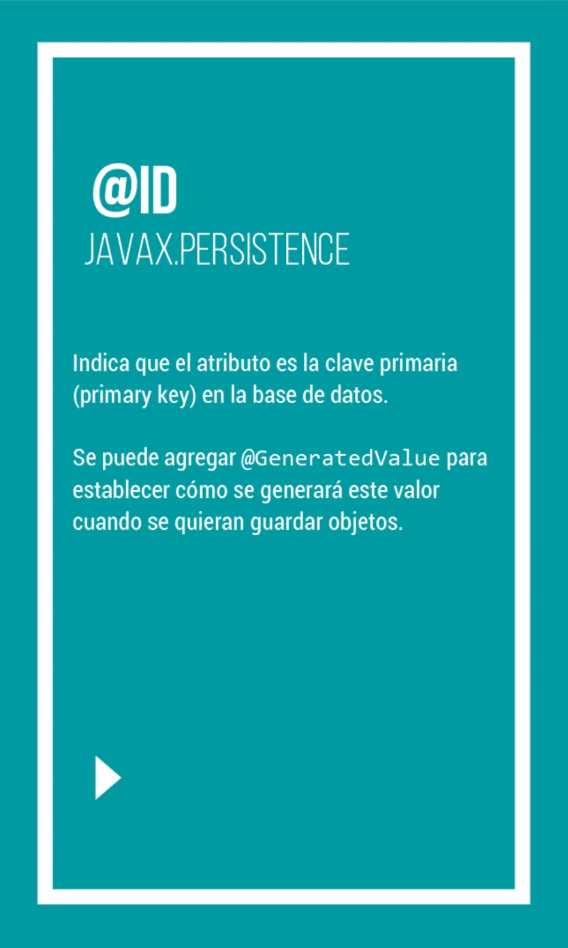 @ID
JAVAX.PERSISTENCE
Indica que el atributo es la clave primaria
(primary key) en la base de datos.
Se puede agregar @GeneratedValue para
establecer cómo se generará este valor
cuando se quieran guardar objetos.